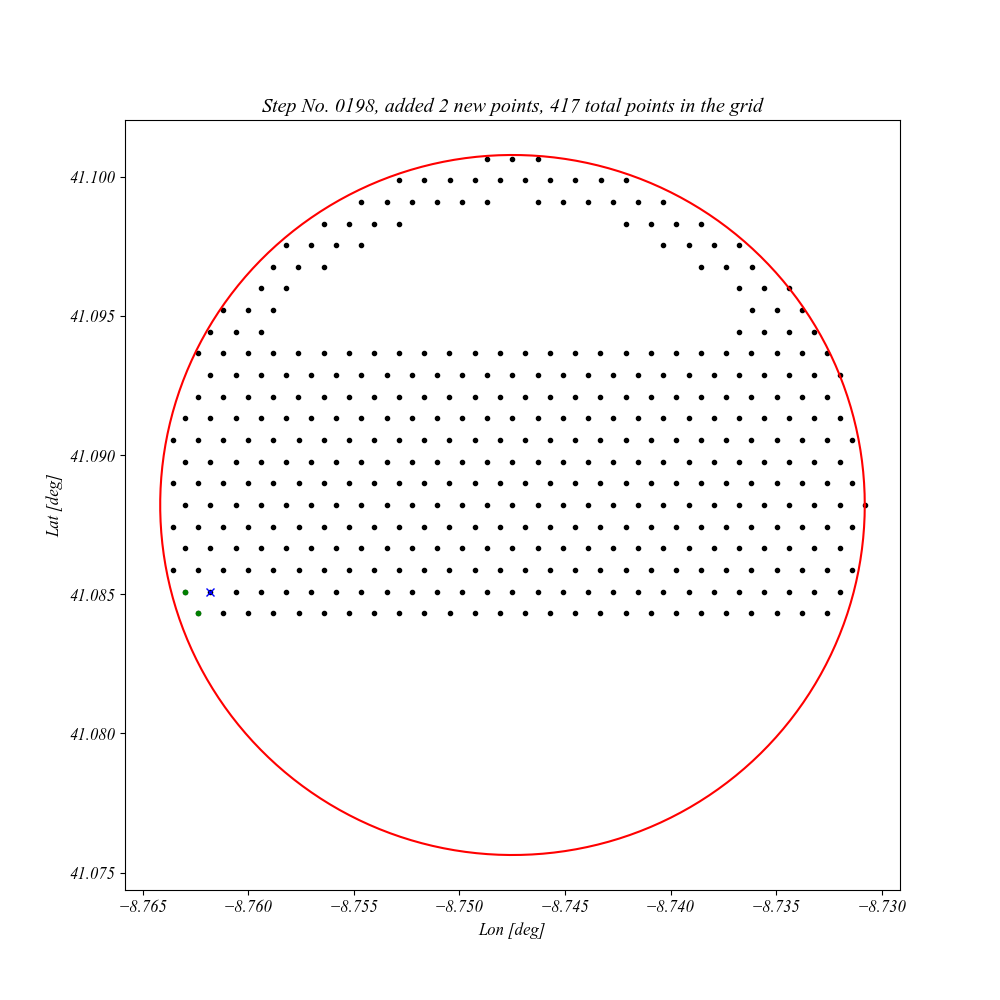 Step No. 0198, added 2 new points, 417 total points in the grid
41.100
41.095
41.090
41.085
41.080
41.075
Lat [deg]
−8.765 −8.760 −8.755 −8.750 −8.745 −8.740 −8.735 −8.730
Lon [deg]